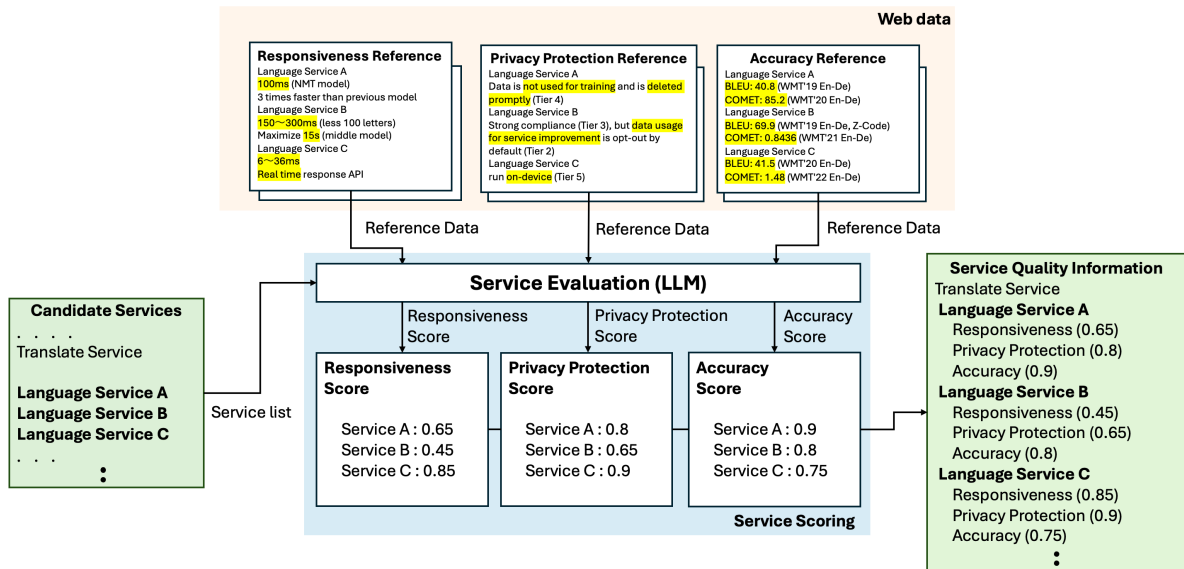 Web data
Responsiveness Reference
Language Service A
100ms (NMT model)
3 times faster than previous model
Language Service B
150~300ms (less 100 letters)
Maximize 15s (middle model)
Language Service C
6~36ms
Real time response API
Privacy Protection Reference
Language Service A
Data is not used for training and is deleted
promptly (Tier 4)
Language Service B
Strong compliance (Tier 3), but data usage
for service improvement is opt-out by
default (Tier 2)
Language Service C
run on-device (Tier 5)
Accuracy Reference
Language Service A
BLEU: 40.8 (WMT'19 En-De)
COMET: 85.2 (WMT'20 En-De)
Language Service B
BLEU: 69.9 (WMT'19 En-De, Z-Code)
COMET: 0.8436 (WMT'21 En-De)
Language Service C
BLEU: 41.5 (WMT'20 En-De)
COMET: 1.48 (WMT'22 En-De)
Reference Data
Reference Data
Reference Data
Service Evaluation (LLM)
Candidate Services
. . . .
Translate Service
Language Service A
Language Service B
Language Service C
. . .
:
Service list
Responsiveness
Score
Privacy Protection
Score
Accuracy
Score
Responsiveness
Score
Service A : 0.65
Service B : 0.45
Service C : 0.85
Privacy Protection
Score
Service A : 0.8
Service B : 0.65
Service C : 0.9
Accuracy
Score
Service A : 0.9
Service B : 0.8
Service C : 0.75
Service Scoring
Service Quality Information
Translate Service
Language Service A
Responsiveness (0.65)
Privacy Protection (0.8)
Accuracy (0.9)
Language Service B
Responsiveness (0.45)
Privacy Protection (0.65)
Accuracy (0.8)
Language Service C
Responsiveness (0.85)
Privacy Protection (0.9)
Accuracy (0.75)
: